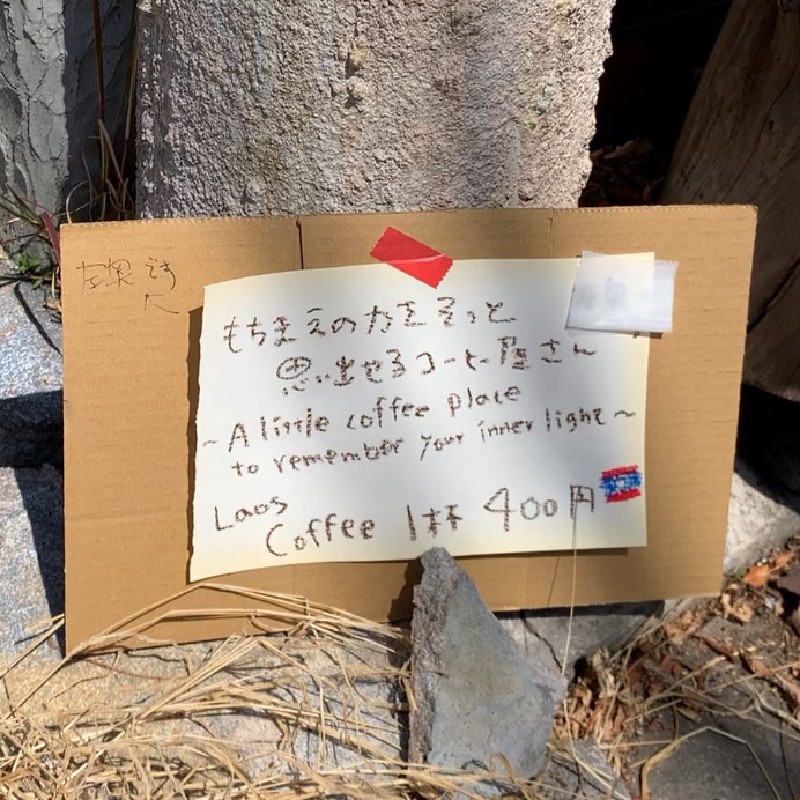 もちまえの力をそっと
思い出せるコーヒー屋さん
~A little coffee place
to remember your inner light~
Laos
Coffee 1杯 400円